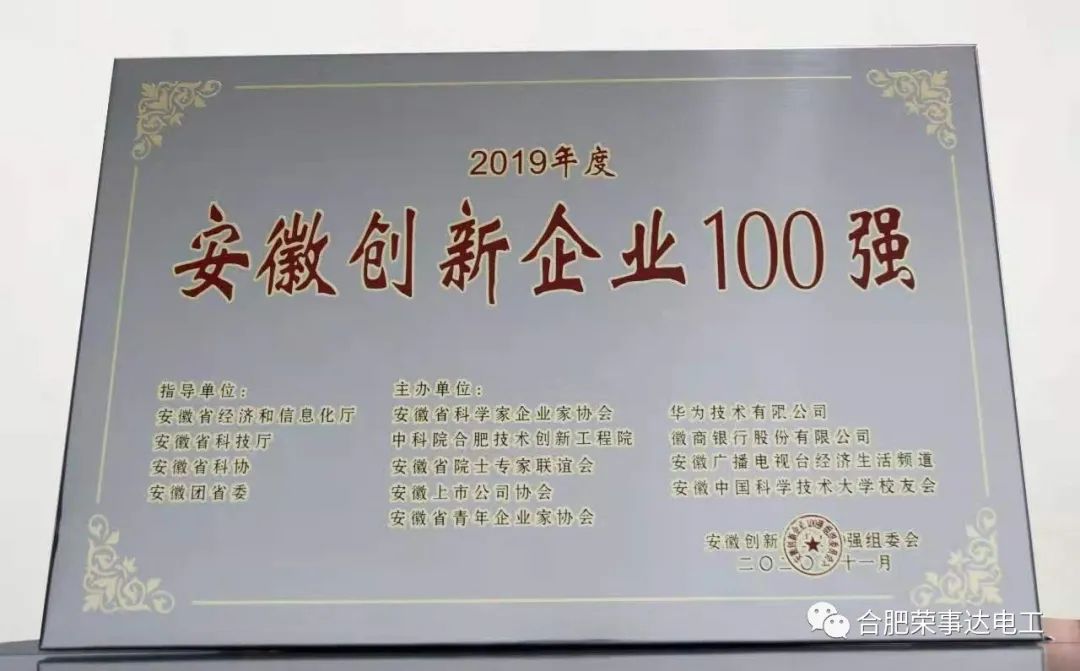 2019年度
安徽创新企业100强
指导单位:
安徽省经济和信息化厅
安徽省科技厅
安徽省科协
安徽团省委
主办单位:
安徽省科学家企业家协会
中科院合肥技术创新工程院
安徽省院士专家联谊会
安徽上市公司协会
安徽省青年企业家协会
华为技术有限公司
徽商银行股份有限公司
安徽广播电视台经济生活频道
安徽中国科学技术大学校友会
安徽创新 强组委会
二〇二〇 十一月
合肥荣事达电工